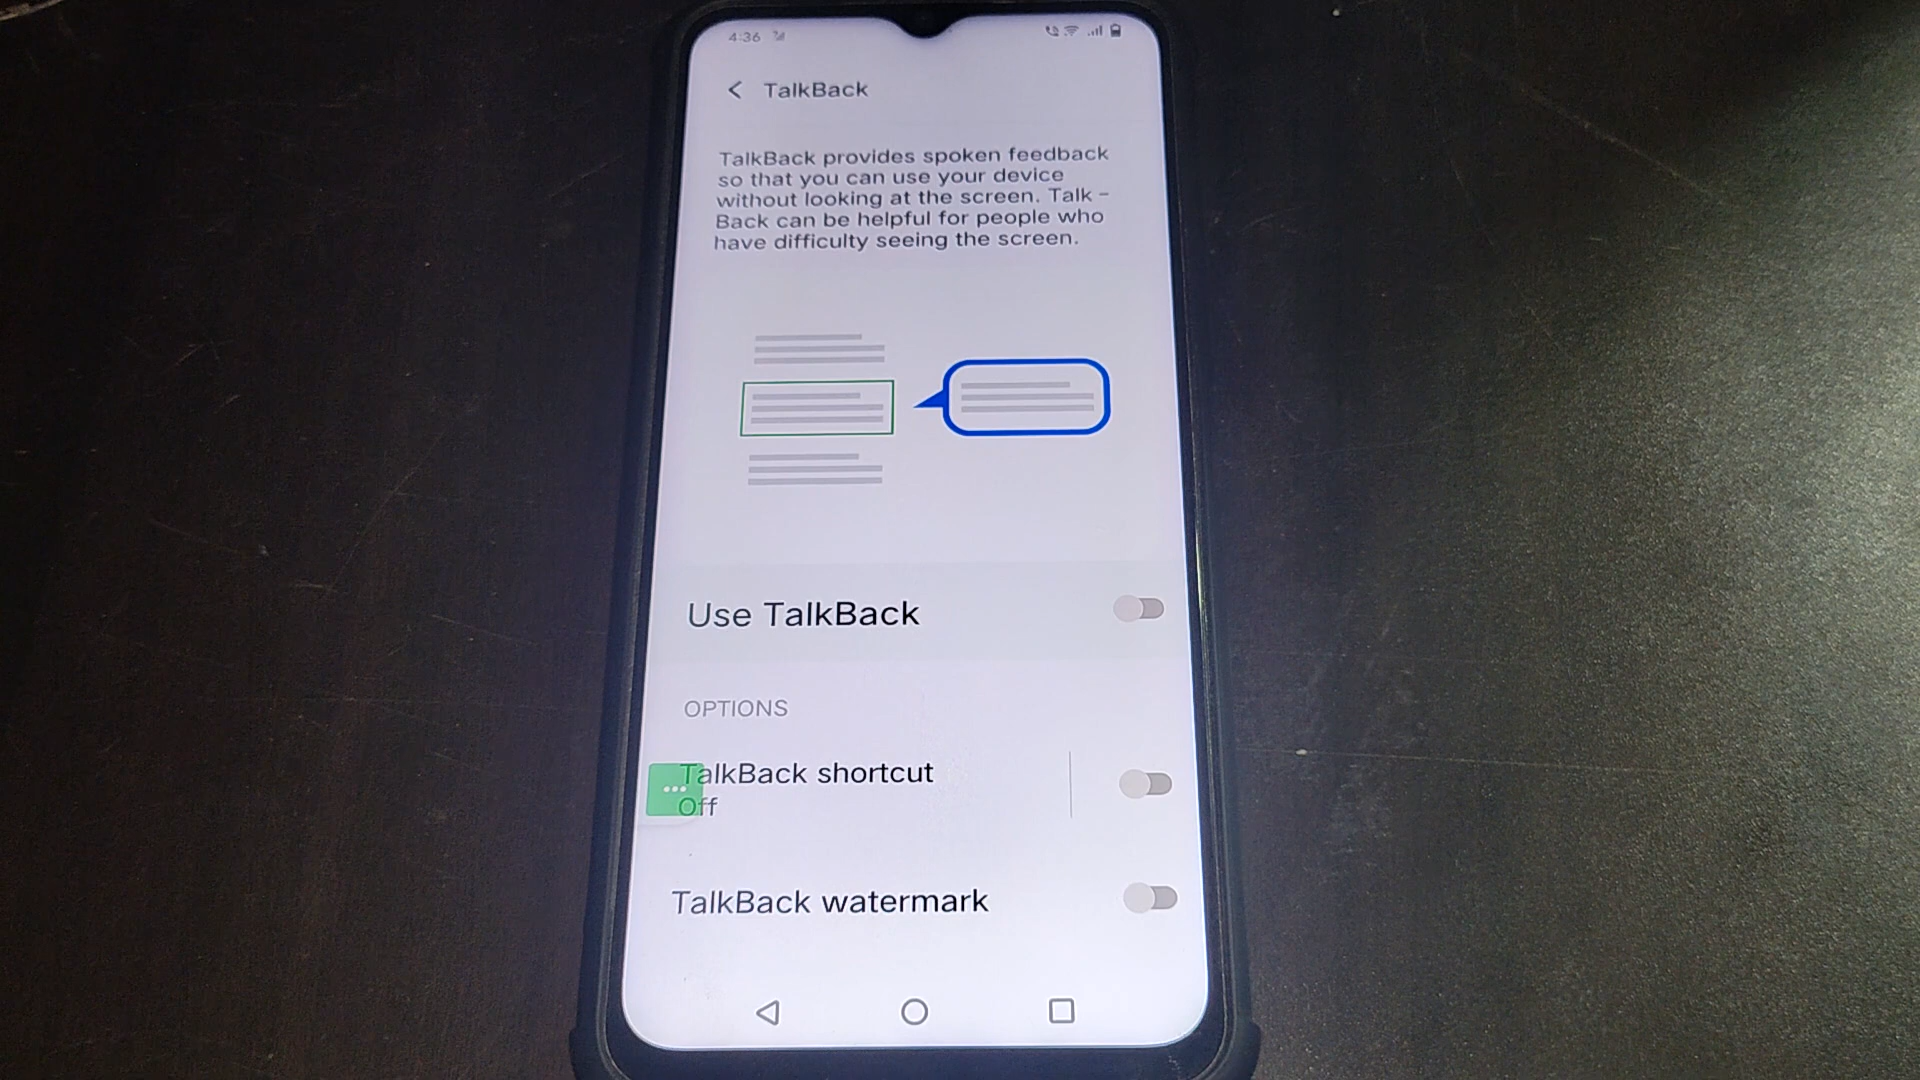 4:36
TalkBack
TalkBack provides spoken feedback
so that you can use your device
without looking at the screen. Talk -
Back can be helpful for people who
have difficulty seeing the screen.
Use TalkBack
OPTIONS
TalkBack shortcut
Off
TalkBack watermark